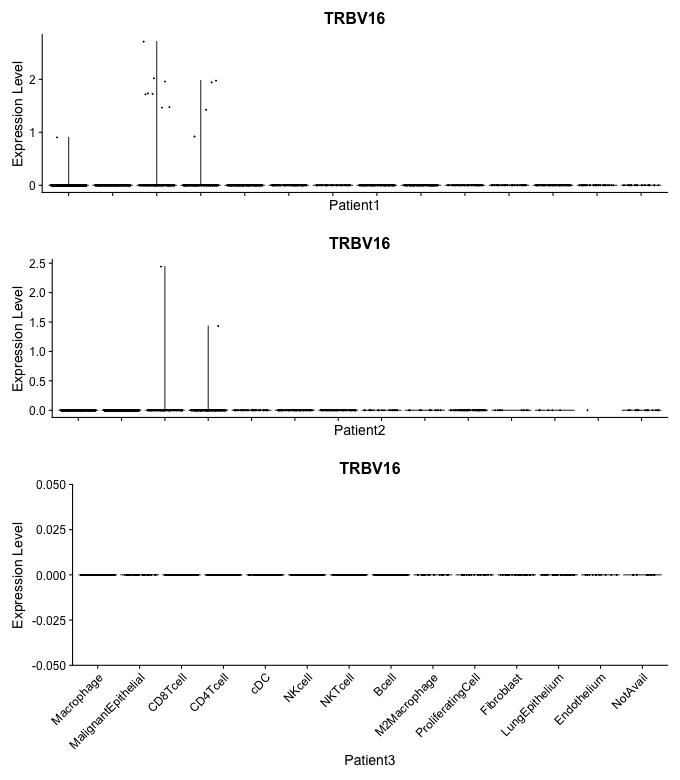 TRBV16
Expression Level
2
1
0
Patient1
TRBV16
Expression Level
2.5
2.0
1.5
1.0
0.5
0.0
Patient2
TRBV16
Expression Level
0.050
0.025
0.000
-0.025
-0.050
Macrophage
MalignantEpithelial
CD8Tcell
CD4Tcell
cDC
NKcell
NKTcell
Bcell
M2Macrophage
ProliferatingCell
Fibroblast
LungEpithelium
Endothelium
NotAvail
Patient3